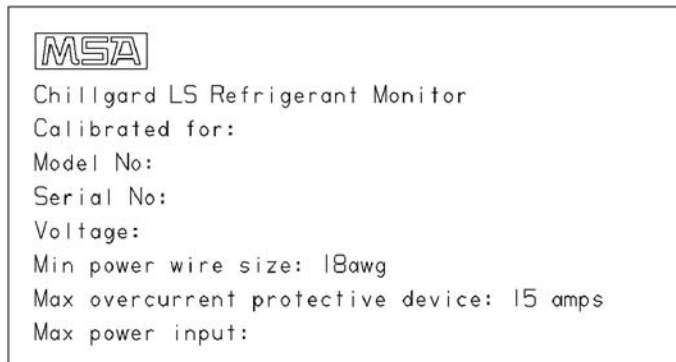 MSA
Chillgard LS Refrigerant Monitor
Calibrated for:
Model No:
Serial No:
Voltage:
Min power wire size: 18awg
Max overcurrent protective device: 15 amps
Max power input: